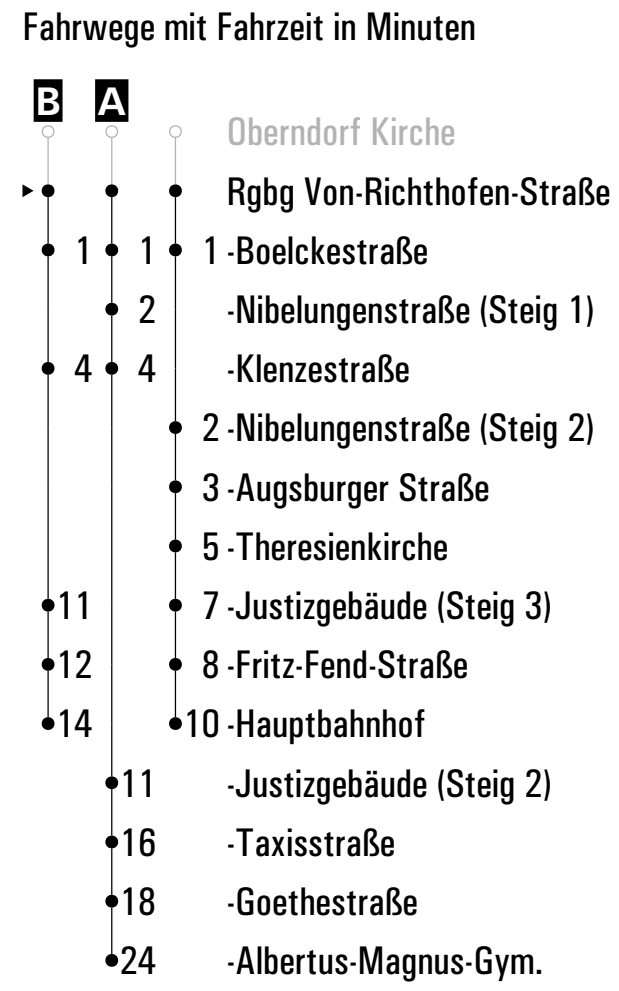 Fahrwege mit Fahrzeit in Minuten
B A
Oberndorf Kirche
Rgbg Von-Richthofen-Straße
1 1 1 -Boelckestraße
2 -Nibelungenstraße (Steig 1)
4 4 -Klenzestraße
2 -Nibelungenstraße (Steig 2)
3 -Augsburger Straße
5 -Theresienkirche
11 7 -Justizgebäude (Steig 3)
12 8 -Fritz-Fend-Straße
14 10 -Hauptbahnhof
11 -Justizgebäude (Steig 2)
16 -Taxisstraße
18 -Goethestraße
24 -Albertus-Magnus-Gym.